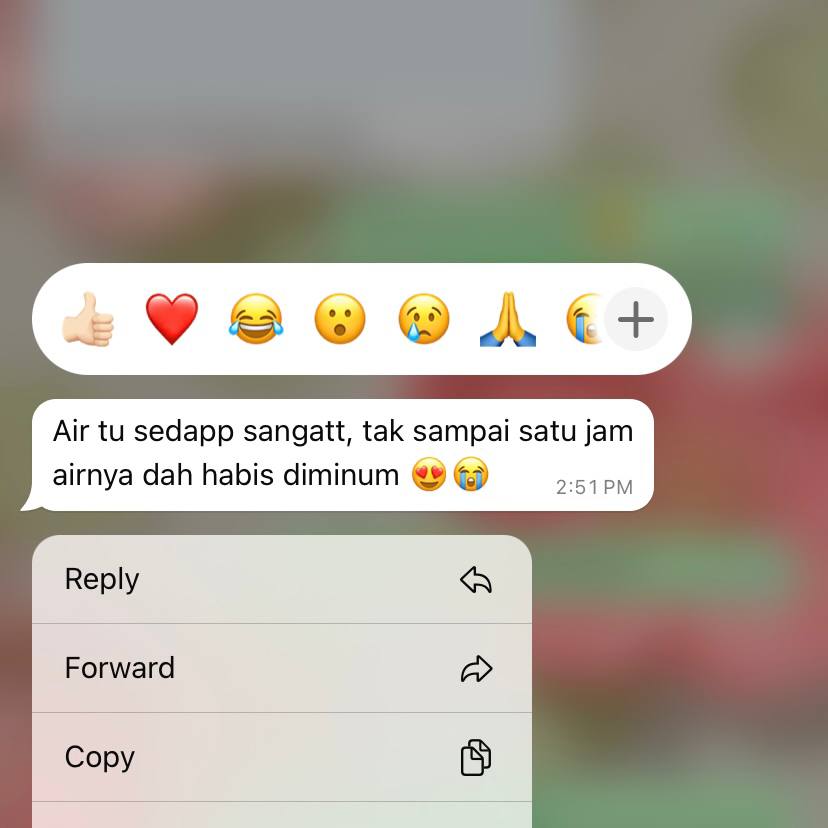 Air tu sedapp sangatt, tak sampai satu jam
airnya dah habis diminum 😍😭
2:51 PM
Reply
Forward
Copy